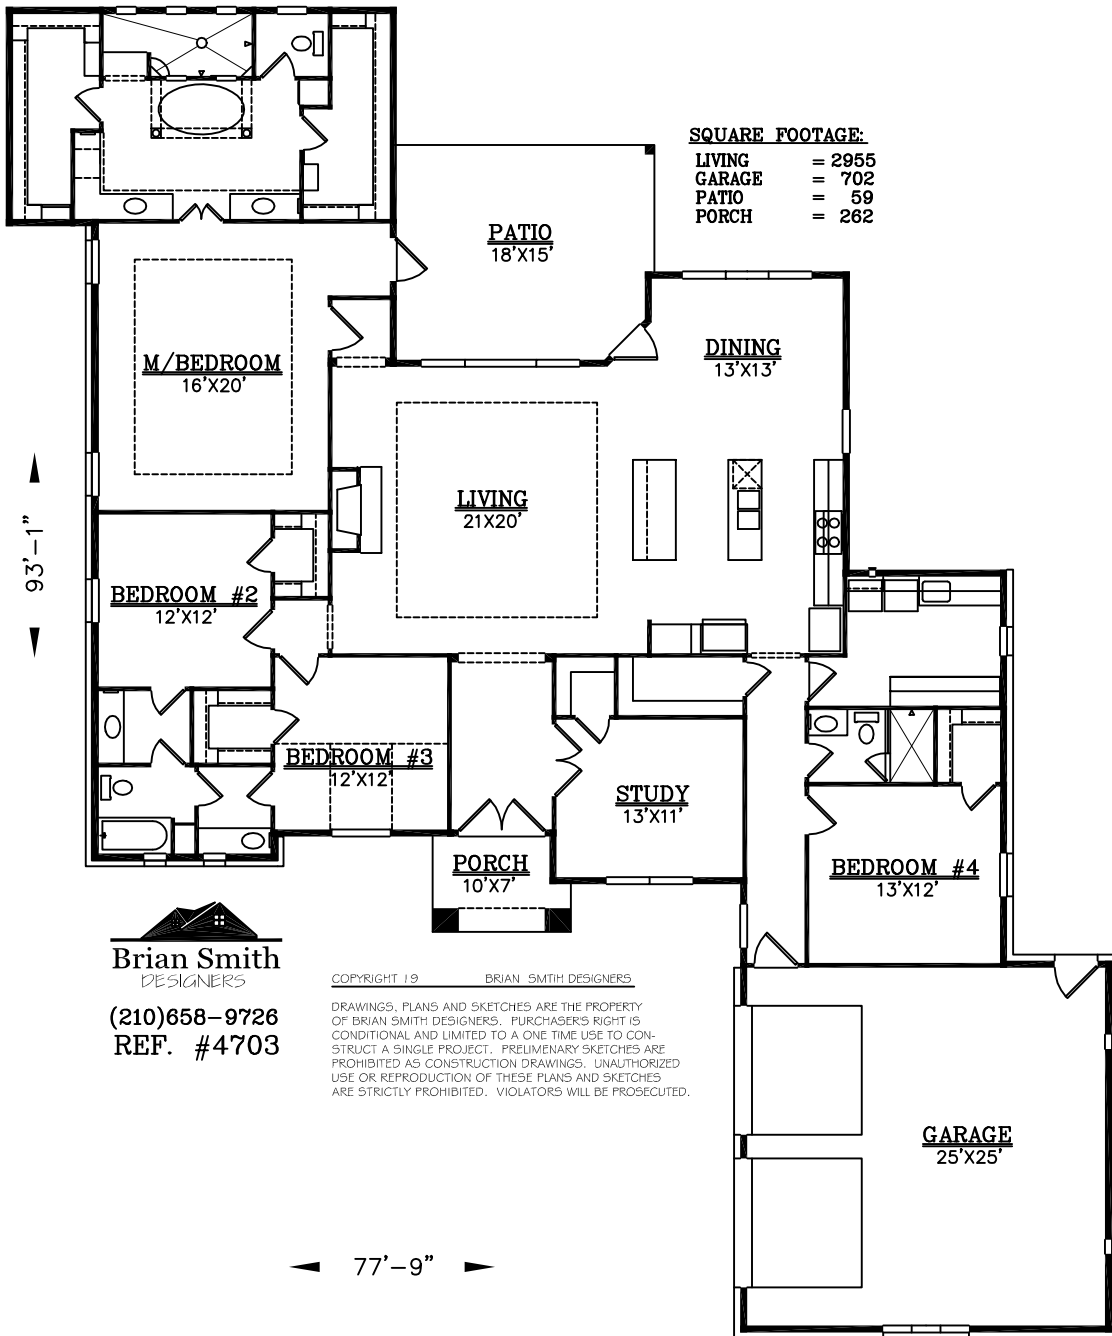 SQUARE FOOTAGE:
LIVING = 2955
GARAGE = 702
PATIO = 59
PORCH = 262
PATIO
18'X15'
DINING
13'X13'
M/BEDROOM
16'X20'
LIVING
21X20'
93'-1"
BEDROOM #2
12'X12'
BEDROOM #3
12'X12'
STUDY
13'X11'
PORCH
10'X7'
BEDROOM #4
13'X12'
Brian Smith
DESIGNERS
(210)658-9726
REF. #4703
COPYRIGHT 19 BRIAN SMTIH DESIGNERS
DRAWINGS, PLANS AND SKETCHES ARE THE PROPERTY
OF BRIAN SMITH DESIGNERS. PURCHASER'S RIGHT IS
CONDITIONAL AND LIMITED TO A ONE TIME USE TO CON-
STRUCT A SINGLE PROJECT. PRELIMENARY SKETCHES ARE
PROHIBITED AS CONSTRUCTION DRAWINGS. UNAUTHORIZED
USE OR REPRODUCTION OF THESE PLANS AND SKETCHES
ARE STRICTLY PROHIBITED. VIOLATORS WILL BE PROSECUTED.
GARAGE
25'X25'
77'-9"